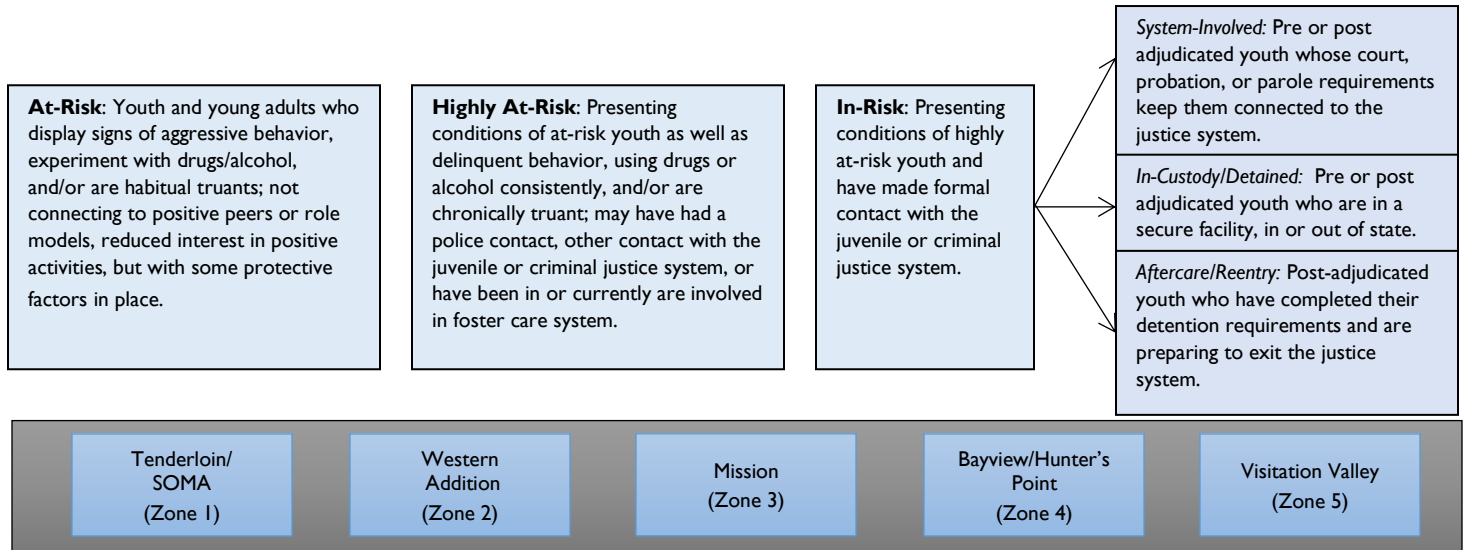 At-Risk: Youth and young adults who
display signs of aggressive behavior,
experiment with drugs/alcohol,
and/or are habitual truants; not
connecting to positive peers or role
models, reduced interest in positive
activities, but with some protective
factors in place.
Highly At-Risk: Presenting
conditions of at-risk youth as well as
delinquent behavior, using drugs or
alcohol consistently, and/or are
chronically truant; may have had a
police contact, other contact with the
juvenile or criminal justice system, or
have been in or currently are involved
in foster care system.
In-Risk: Presenting
conditions of highly
at-risk youth and
have made formal
contact with the
juvenile or criminal
justice system.
System-Involved: Pre or post
adjudicated youth whose court,
probation, or parole requirements
keep them connected to the
justice system.
In-Custody/Detained: Pre or post
adjudicated youth who are in a
secure facility, in or out of state.
Aftercare/Reentry: Post-adjudicated
youth who have completed their
detention requirements and are
preparing to exit the justice
system.
Tenderloin/
SOMA
(Zone 1)
Western
Addition
(Zone 2)
Mission
(Zone 3)
Bayview/Hunter's
Point
(Zone 4)
Visitation Valley
(Zone 5)